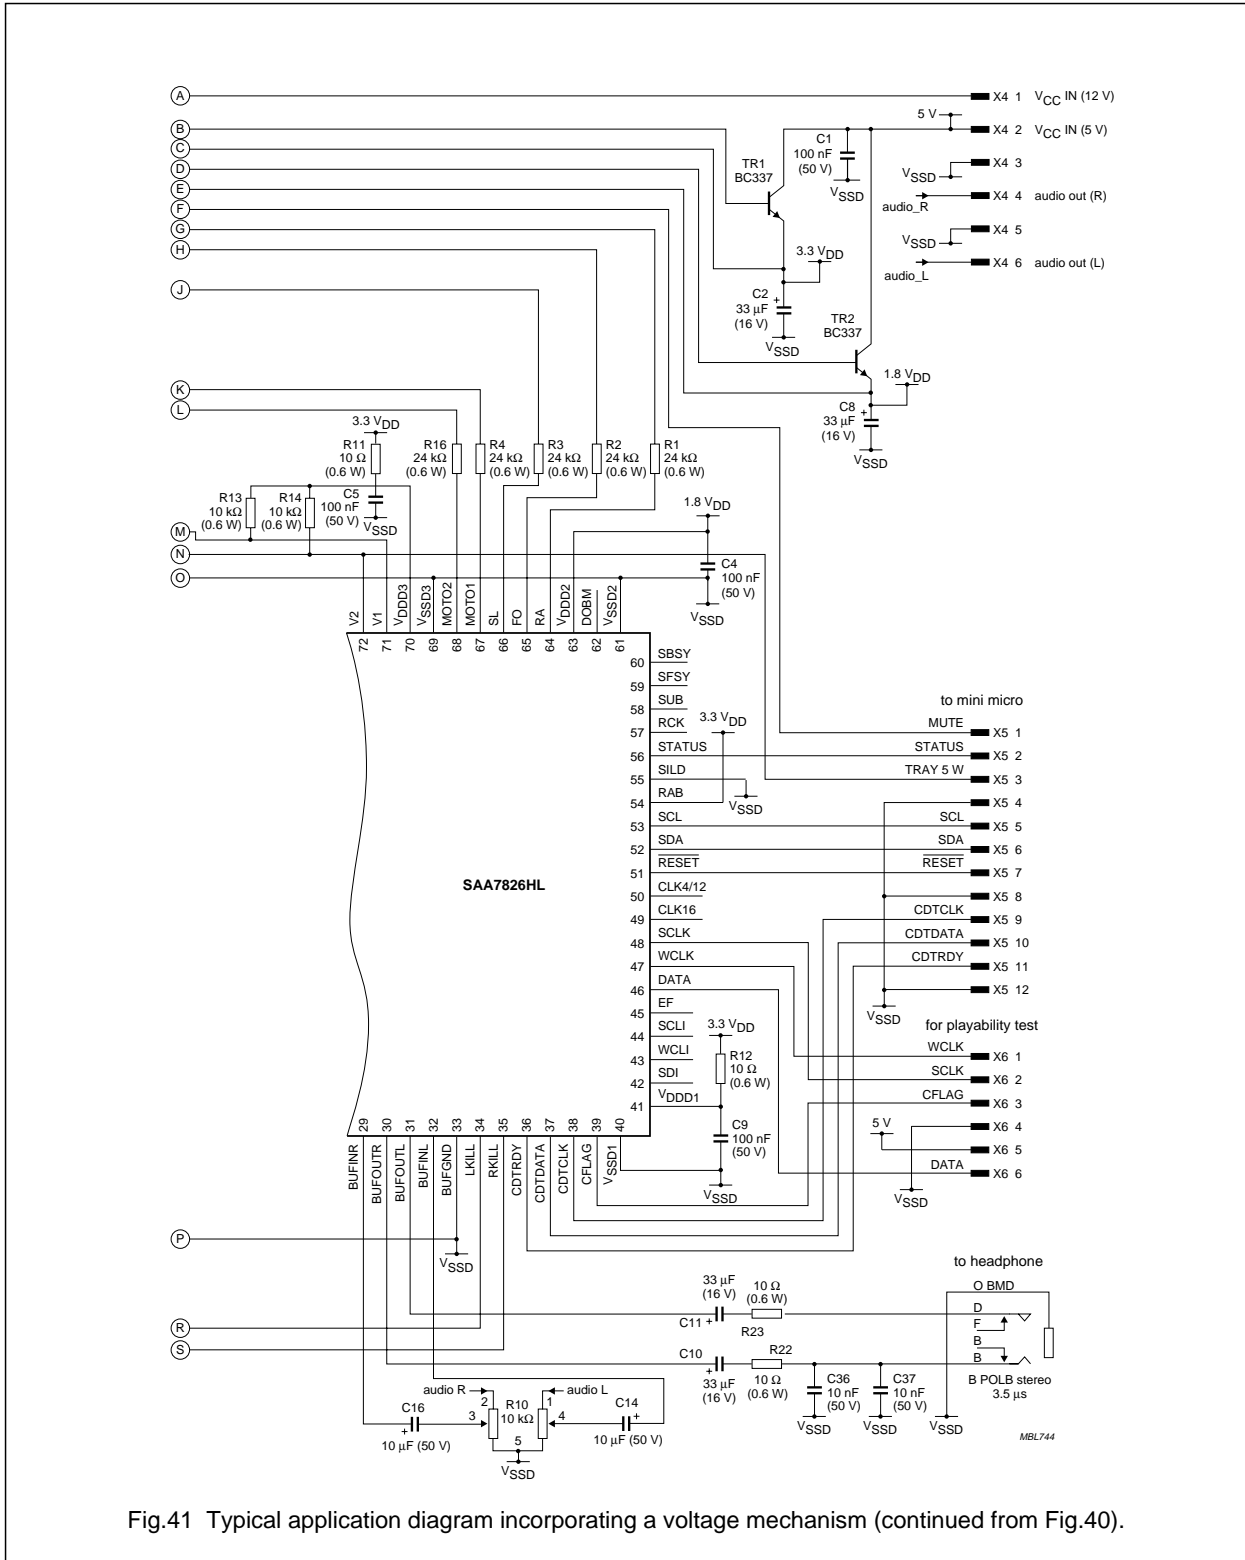 A
X4 1 VCC IN (12 V)
5 V
B
X4 2 VCC IN (5 V)
C
C1
100 nF
(50 V)
D
TR1
BC337
X4 3
VSSD
E
VSSD
X4 4 audio out (R)
audio_R
F
G
X4 5
VSSD
H
3.3 VDD
X4 6 audio out (L)
audio_L
J
C2
33 μF
(16 V)
+
VSSD
TR2
BC337
1.8 VDD
K
L
C8
33 μF
(16 V)
+
VSSD
3.3 VDD
R11
10 Ω
(0.6 W)
R16
24 kΩ
(0.6 W)
R4
24 kΩ
(0.6 W)
R3
24 kΩ
(0.6 W)
R2
24 kΩ
(0.6 W)
R1
24 kΩ
(0.6 W)
R13
10 kΩ
(0.6 W)
R14
10 kΩ
(0.6 W)
C5
100 nF
(50 V)
VSSD
1.8 VDD
M
N
O
C4
100 nF
(50 V)
VSSD
V2
V1
VDDD3
VSSD3
MOTO2
MOTO1
SL
FO
RA
VDDD2
DOBM
VSSD2
72 71 70 69 68 67 66 65 64 63 62 61
60 SBSY
59 SFSY
58 SUB
57 RCK
3.3 VDD
56 STATUS
55 SILD
VSSD
54 RAB
53 SCL
52 SDA
51 RESET
50 CLK4/12
49 CLK16
48 SCLK
47 WCLK
46 DATA
45 EF
44 SCLI
43 WCLI
42 SDI
41 VDDD1
SAA7826HL
to mini micro
MUTE X5 1
STATUS X5 2
TRAY 5 W X5 3
X5 4
SCL X5 5
SDA X5 6
RESET X5 7
X5 8
CDTCLK X5 9
CDTDATA X5 10
CDTRDY X5 11
X5 12
VSSD
for playability test
WCLK X6 1
SCLK X6 2
CFLAG X6 3
X6 4
5 V
X6 5
DATA X6 6
VSSD
3.3 VDD
R12
10 Ω
(0.6 W)
C9
100 nF
(50 V)
VSSD
29 30 31 32 33 34 35 36 37 38 39 40
BUFINR
BUFOUTR
BUFOUTL
BUFINL
BUFGND
LKILL
RKILL
CDTRDY
CDTDATA
CDTCLK
CFLAG
VSSD1
P
VSSD
to headphone
O BMD
33 μF
(16 V)
10 Ω
(0.6 W)
C11 +
R23
D
F
B
B
R
S
C10
+
33 μF
(16 V)
R22
10 Ω
(0.6 W)
C36
10 nF
(50 V)
VSSD
C37
10 nF
(50 V)
VSSD
VSSD
B POLB stereo
3.5 μs
audio R
audio L
2
1
R10
10 kΩ
C16
+
3
10 μF (50 V)
4
C14
+
10 μF (50 V)
5
VSSD
MBL744
Fig.41 Typical application diagram incorporating a voltage mechanism (continued from Fig.40).